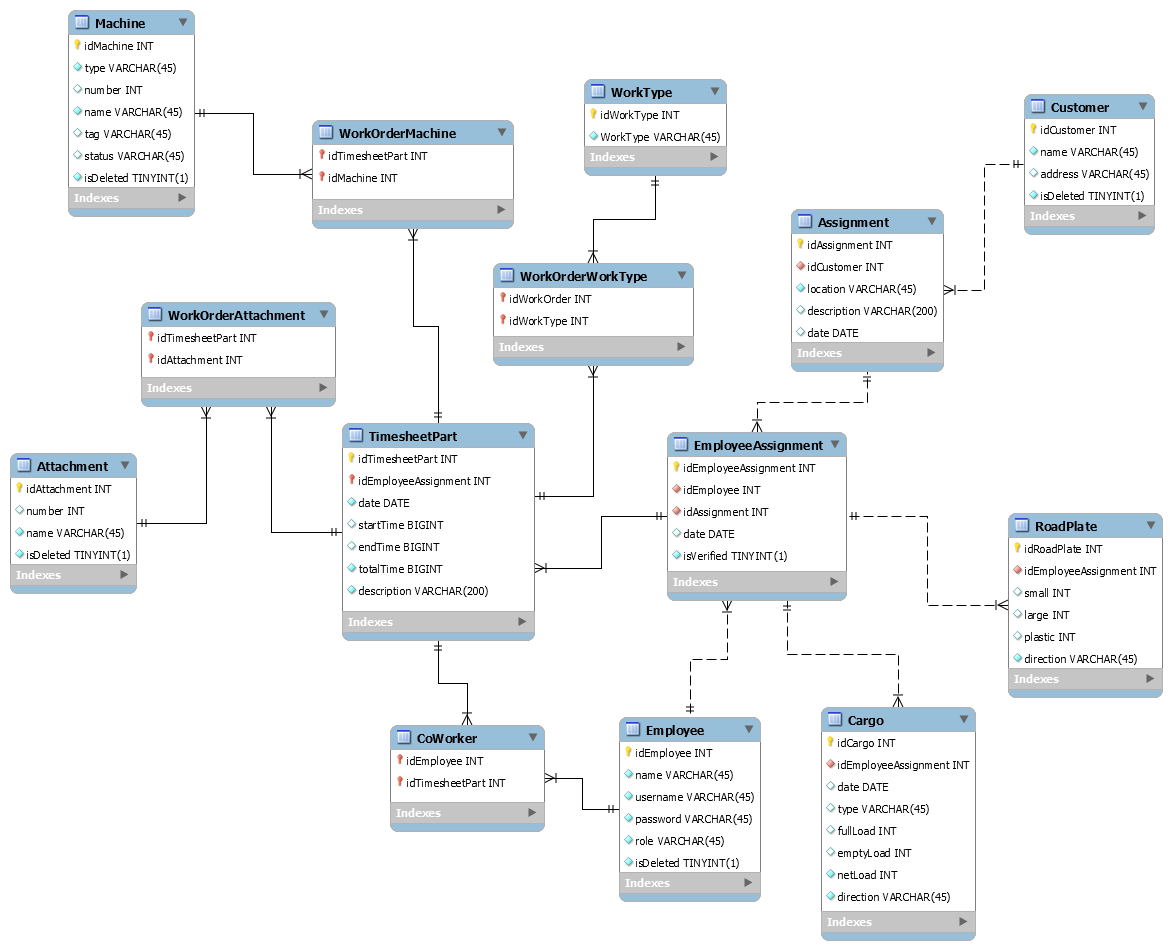 Machine
idMachine INT
type VARCHAR(45)
number INT
name VARCHAR(45)
tag VARCHAR(45)
status VARCHAR(45)
isDeleted TINYINT(1)
Indexes
WorkOrderMachine
idTimesheetPart INT
idMachine INT
Indexes
WorkType
idWorkType INT
WorkType VARCHAR(45)
Indexes
Customer
idCustomer INT
name VARCHAR(45)
address VARCHAR(45)
isDeleted TINYINT(1)
Indexes
Assignment
idAssignment INT
idCustomer INT
location VARCHAR(45)
description VARCHAR(200)
date DATE
Indexes
WorkOrderWorkType
idWorkOrder INT
idWorkType INT
Indexes
WorkOrderAttachment
idTimesheetPart INT
idAttachment INT
Indexes
Attachment
idAttachment INT
number INT
name VARCHAR(45)
isDeleted TINYINT(1)
Indexes
TimesheetPart
idTimesheetPart INT
idEmployeeAssignment INT
date DATE
startTime BIGINT
endTime BIGINT
totalTime BIGINT
description VARCHAR(200)
Indexes
EmployeeAssignment
idEmployeeAssignment INT
idEmployee INT
idAssignment INT
date DATE
isVerified TINYINT(1)
Indexes
RoadPlate
idRoadPlate INT
idEmployeeAssignment INT
small INT
large INT
plastic INT
direction VARCHAR(45)
Indexes
CoWorker
idEmployee INT
idTimesheetPart INT
Indexes
Employee
idEmployee INT
name VARCHAR(45)
username VARCHAR(45)
password VARCHAR(45)
role VARCHAR(45)
isDeleted TINYINT(1)
Indexes
Cargo
idCargo INT
idEmployeeAssignment INT
date DATE
type VARCHAR(45)
fullLoad INT
emptyLoad INT
netLoad INT
direction VARCHAR(45)
Indexes